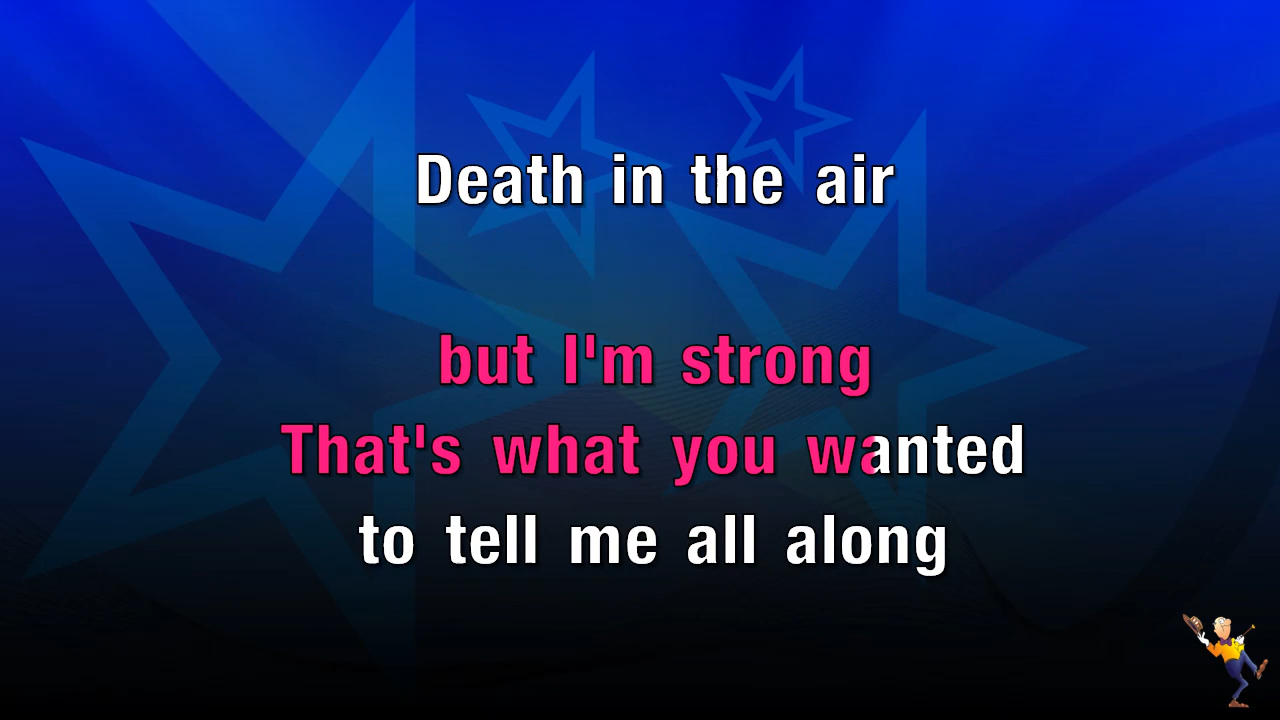 Death in the air
but I'm strong
That's what you wanted
to tell me all along